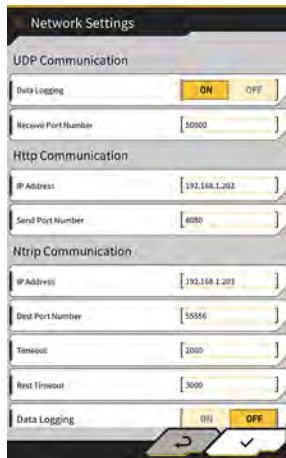 Network Settings
UDP Communication
Data Logging ON OFF
Receive Port Number 50000
Http Communication
IP Address 192.168.1.203
Send Port Number 8080
Ntrip Communication
IP Address 192.168.1.203
Dest Port Number 55556
Timeout 2000
Rest Timeout 3000
Data Logging ON OFF